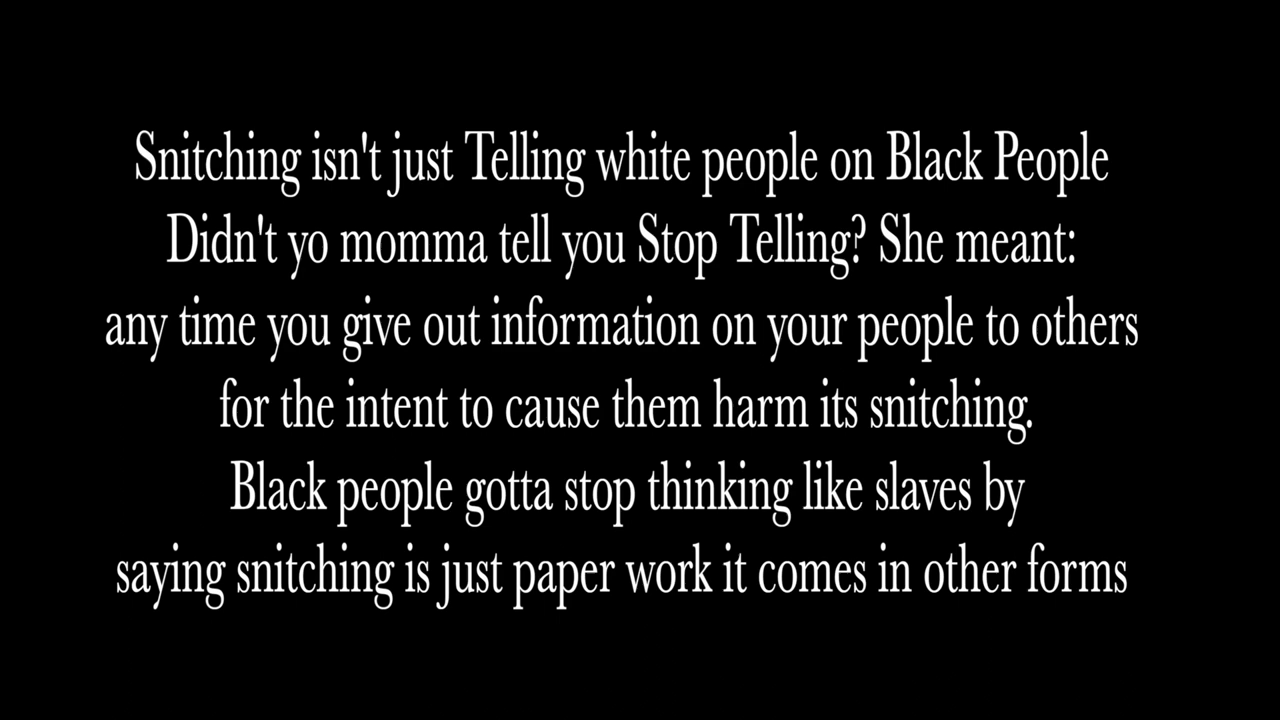 Snitching isn't just Telling white people on Black People
Didn't yo momma tell you Stop Telling? She meant:
any time you give out information on your people to others
for the intent to cause them harm its snitching.
Black people gotta stop thinking like slaves by
saying snitching is just paper work it comes in other forms